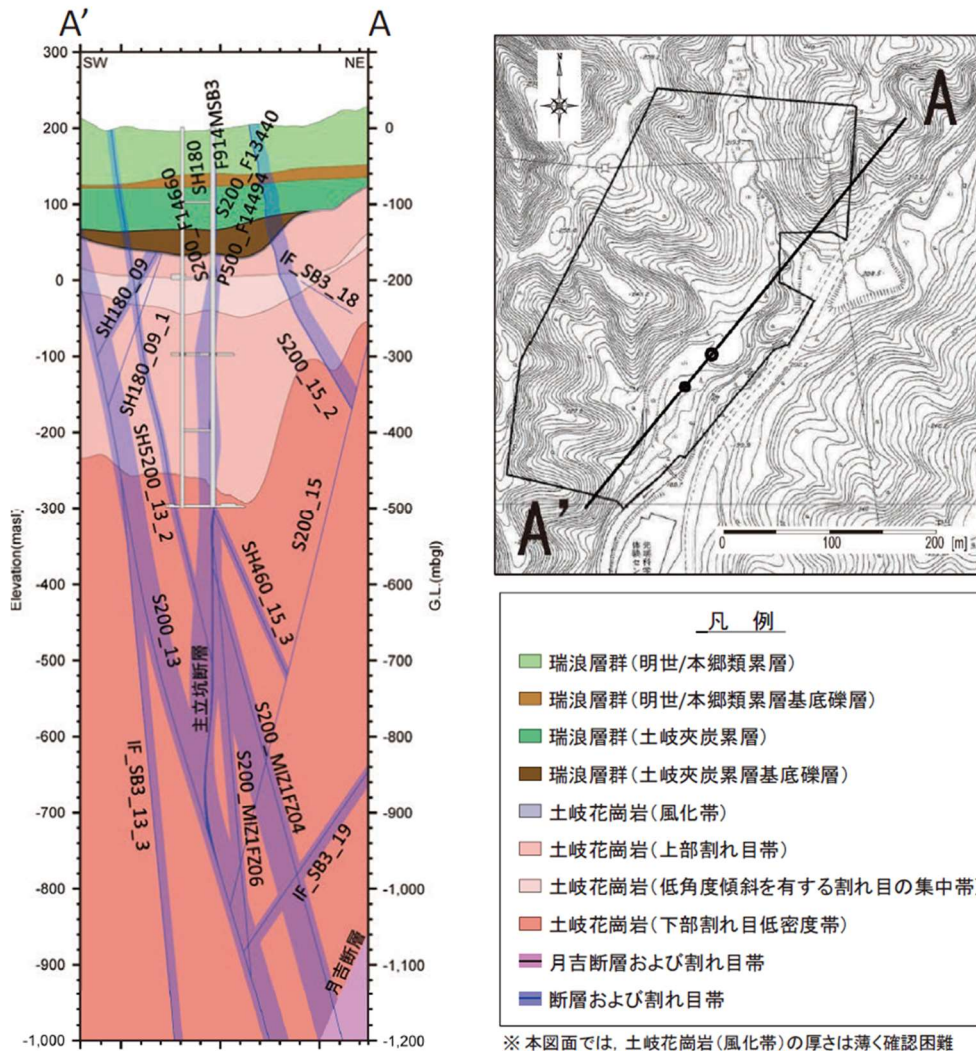 A'
A
SW
NE
300
200
100
0
-100
-200
-300
-400
-500
-600
-700
-800
-900
-1,000
Elevation(masl)
0
-100
-200
-300
-400
-500
-600
-700
-800
-900
-1,000
-1,100
-1,200
G.L.(mbgl)
S200_F14660
SH180
F914MSB3
S200_F13440
P500_F14494
SH180_09
SH180_09_1
IF_SB3_18
S200_15_2
SH5200_13_2
S200_15
SH460_15_3
S200_13
主立坑断層
IF_SB3_13_3
S200_MIZ1FZ04
S200_MIZ1FZ06
IF_SB3_19
月吉断層
A
A'
N
0 100 200 [m]
凡 例
瑞浪層群(明世/本郷類累層)
瑞浪層群(明世/本郷類累層基底礫層)
瑞浪層群(土岐夾炭累層)
瑞浪層群(土岐夾炭累層基底礫層)
土岐花崗岩(風化帯)
土岐花崗岩(上部割れ目帯)
土岐花崗岩(低角度傾斜を有する割れ目の集中帯)
土岐花崗岩(下部割れ目低密度帯)
月吉断層および割れ目帯
断層および割れ目帯
※ 本図面では, 土岐花崗岩(風化帯)の厚さは薄く確認困難